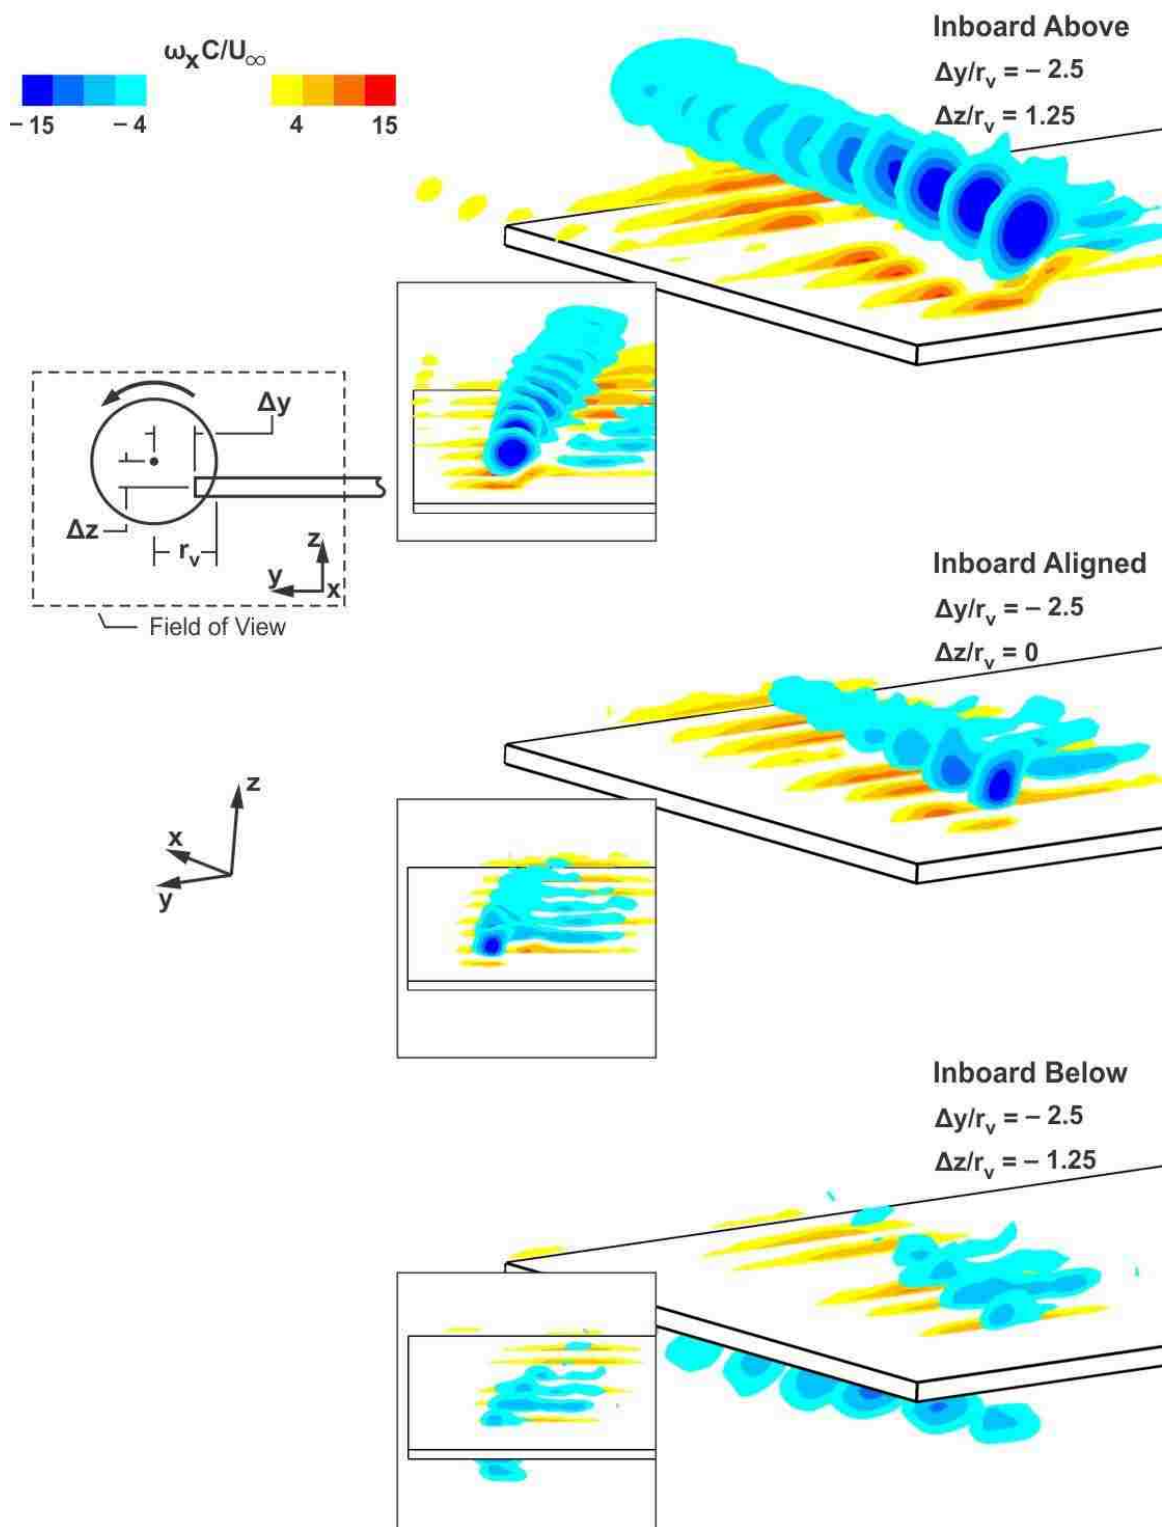 ωₓC/U∞
– 15 – 4 4 15
Inboard Above
Δy/rᵥ = – 2.5
Δz/rᵥ = 1.25
Δy
Δz
rᵥ
z
y
x
Field of View
Inboard Aligned
Δy/rᵥ = – 2.5
Δz/rᵥ = 0
z
x
y
Inboard Below
Δy/rᵥ = – 2.5
Δz/rᵥ = – 1.25